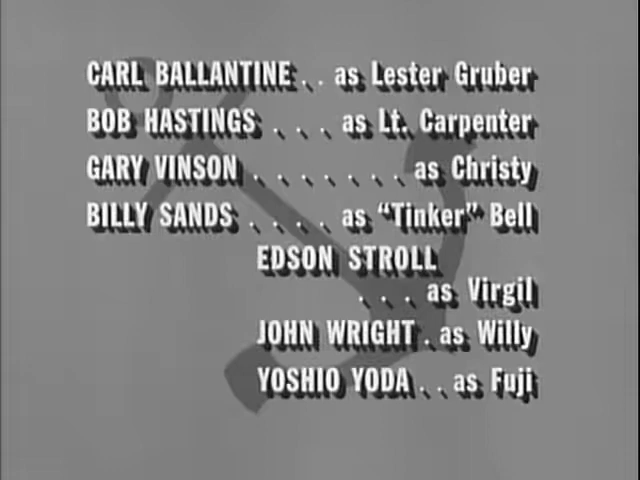 CARL BALLANTINE . . as Lester Gruber
BOB HASTINGS . . . as Lt. Carpenter
GARY VINSON . . . . . . . as Christy
BILLY SANDS . . . . as “Tinker” Bell
EDSON STROLL
. . . as Virgil
JOHN WRIGHT . as Willy
YOSHIO YODA . . as Fuji